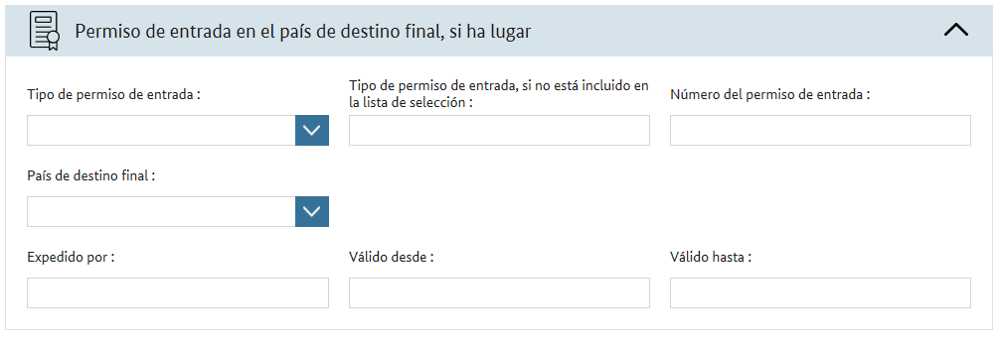 Permiso de entrada en el país de destino final, si ha lugar
Tipo de permiso de entrada :
Tipo de permiso de entrada, si no está incluido en
la lista de selección :
Número del permiso de entrada :
País de destino final :
Expedido por :
Válido desde :
Válido hasta :